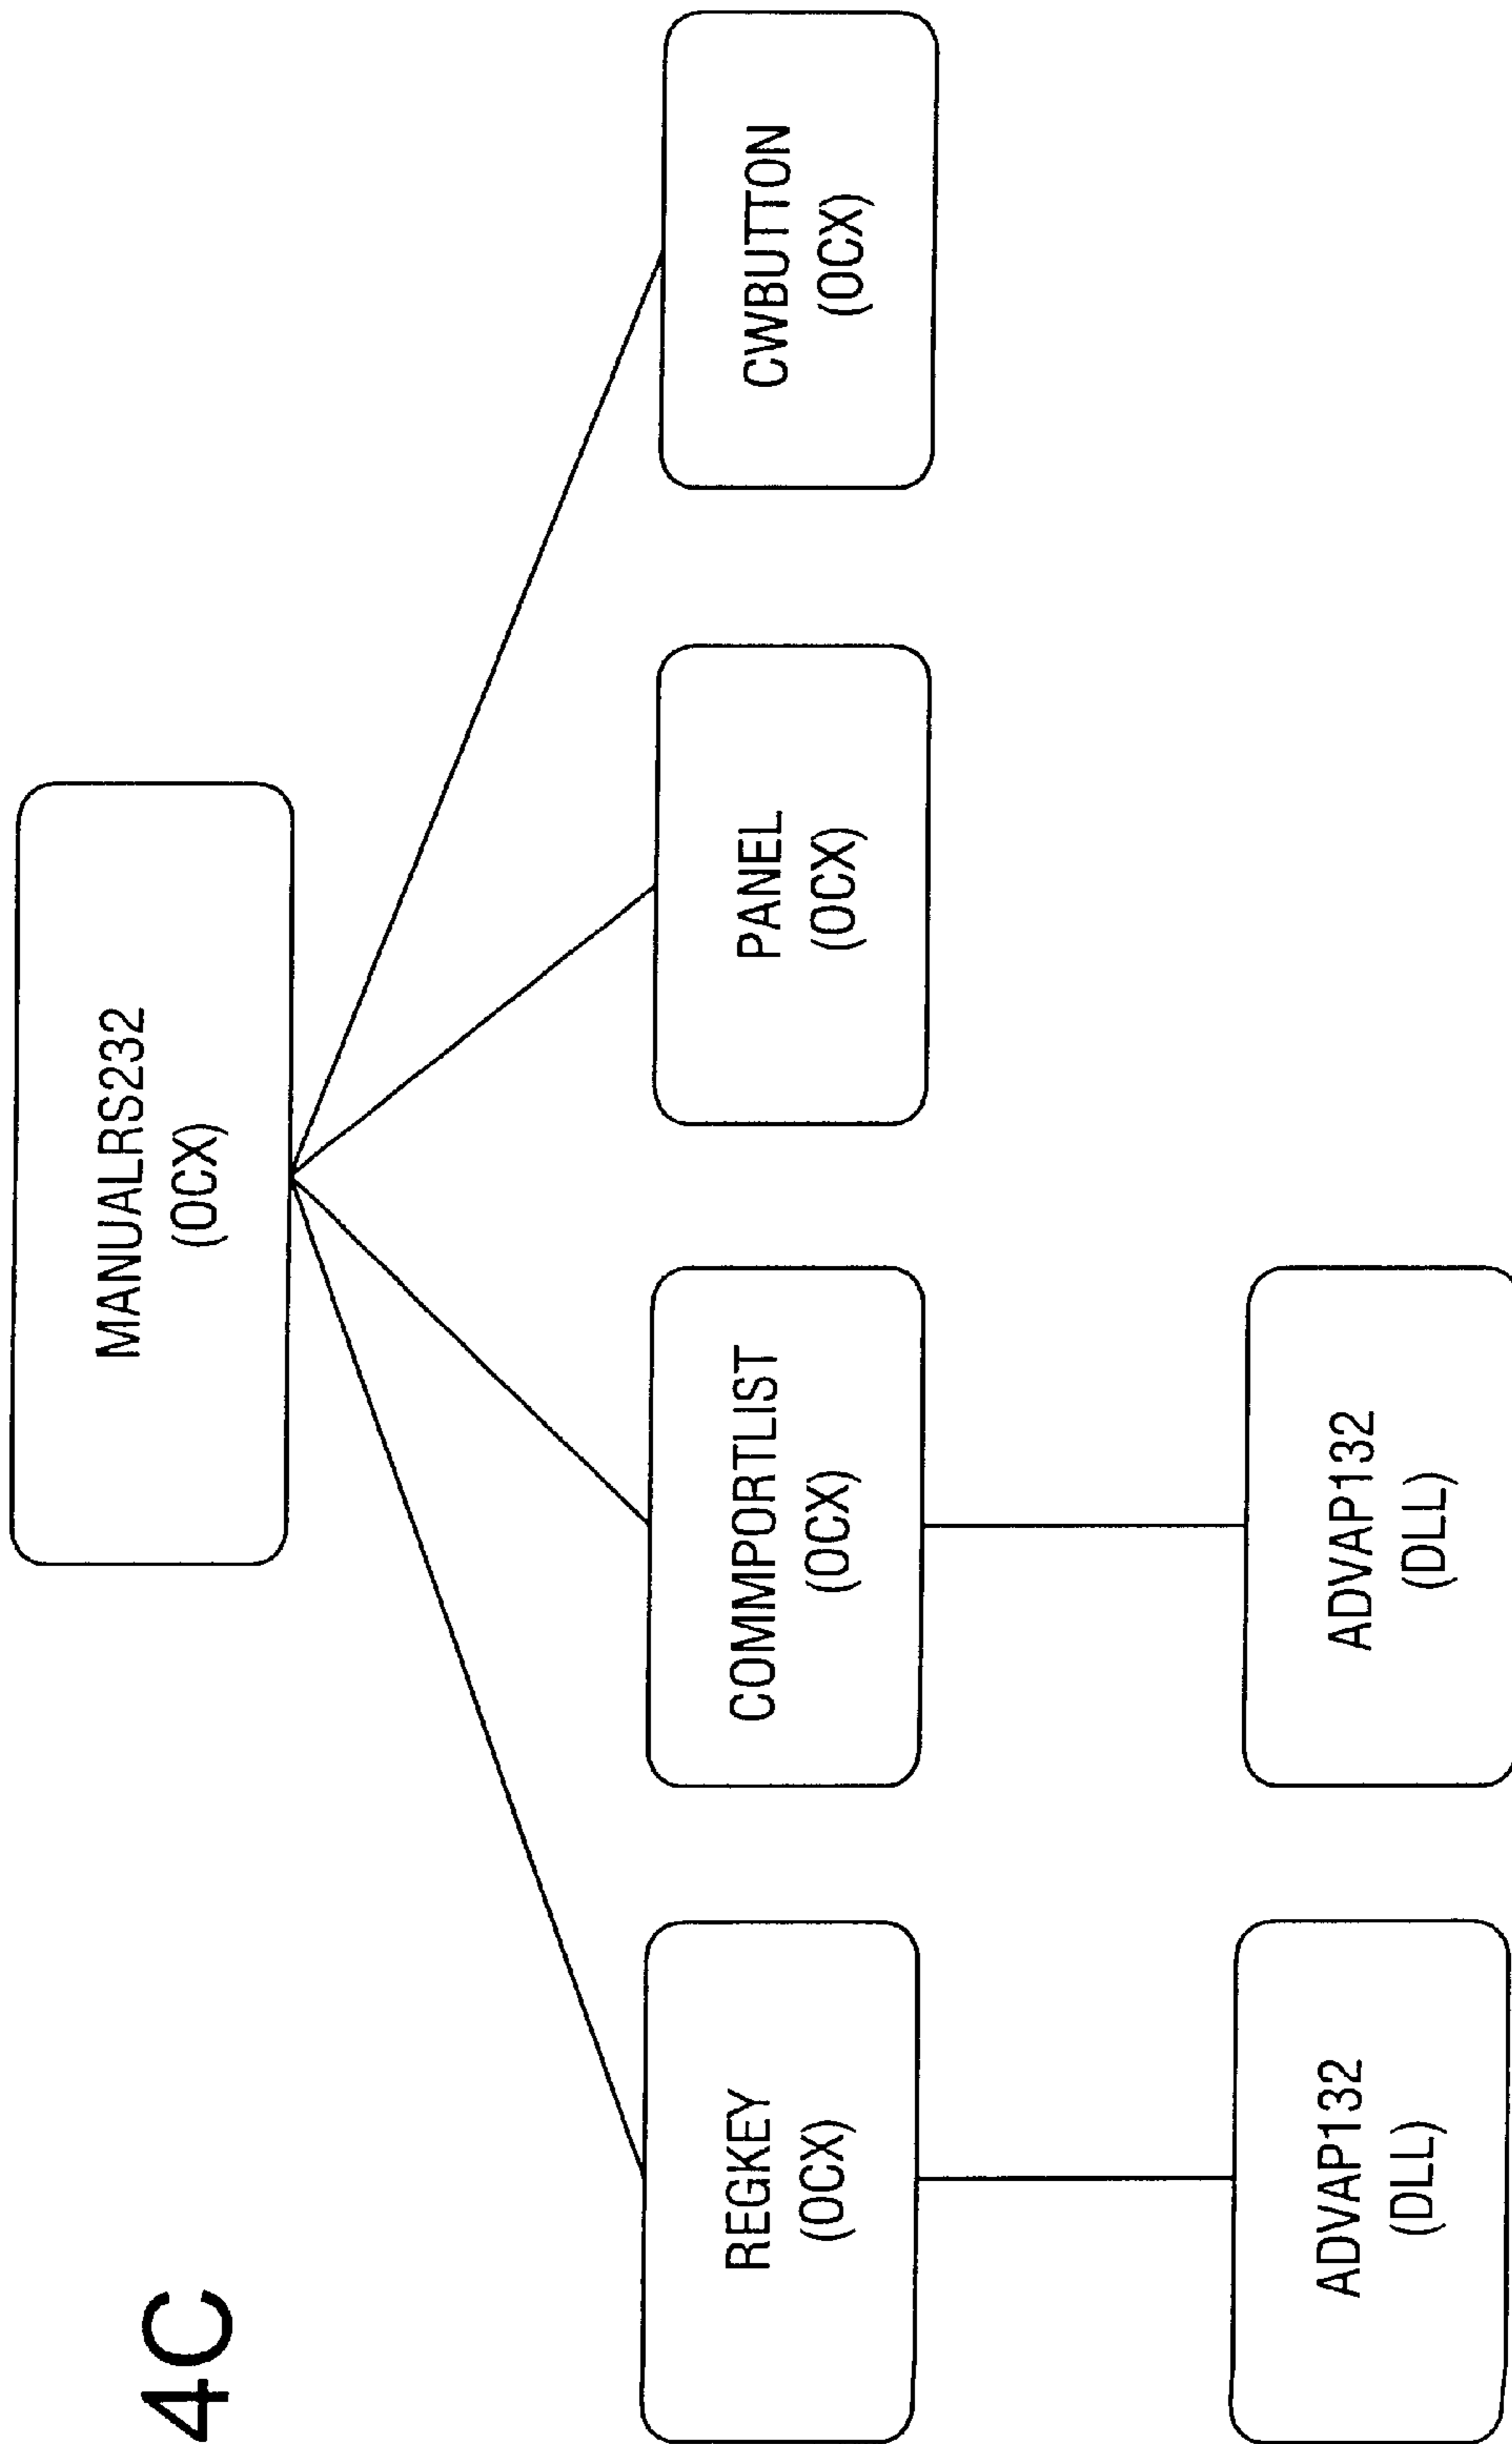 4C
MANUALRS232
(OCX)
REGKEY
(OCX)
COMMPORTLIST
(OCX)
PANEL
(OCX)
CWBUTTON
(OCX)
ADVAP132
(DLL)
ADVAP132
(DLL)